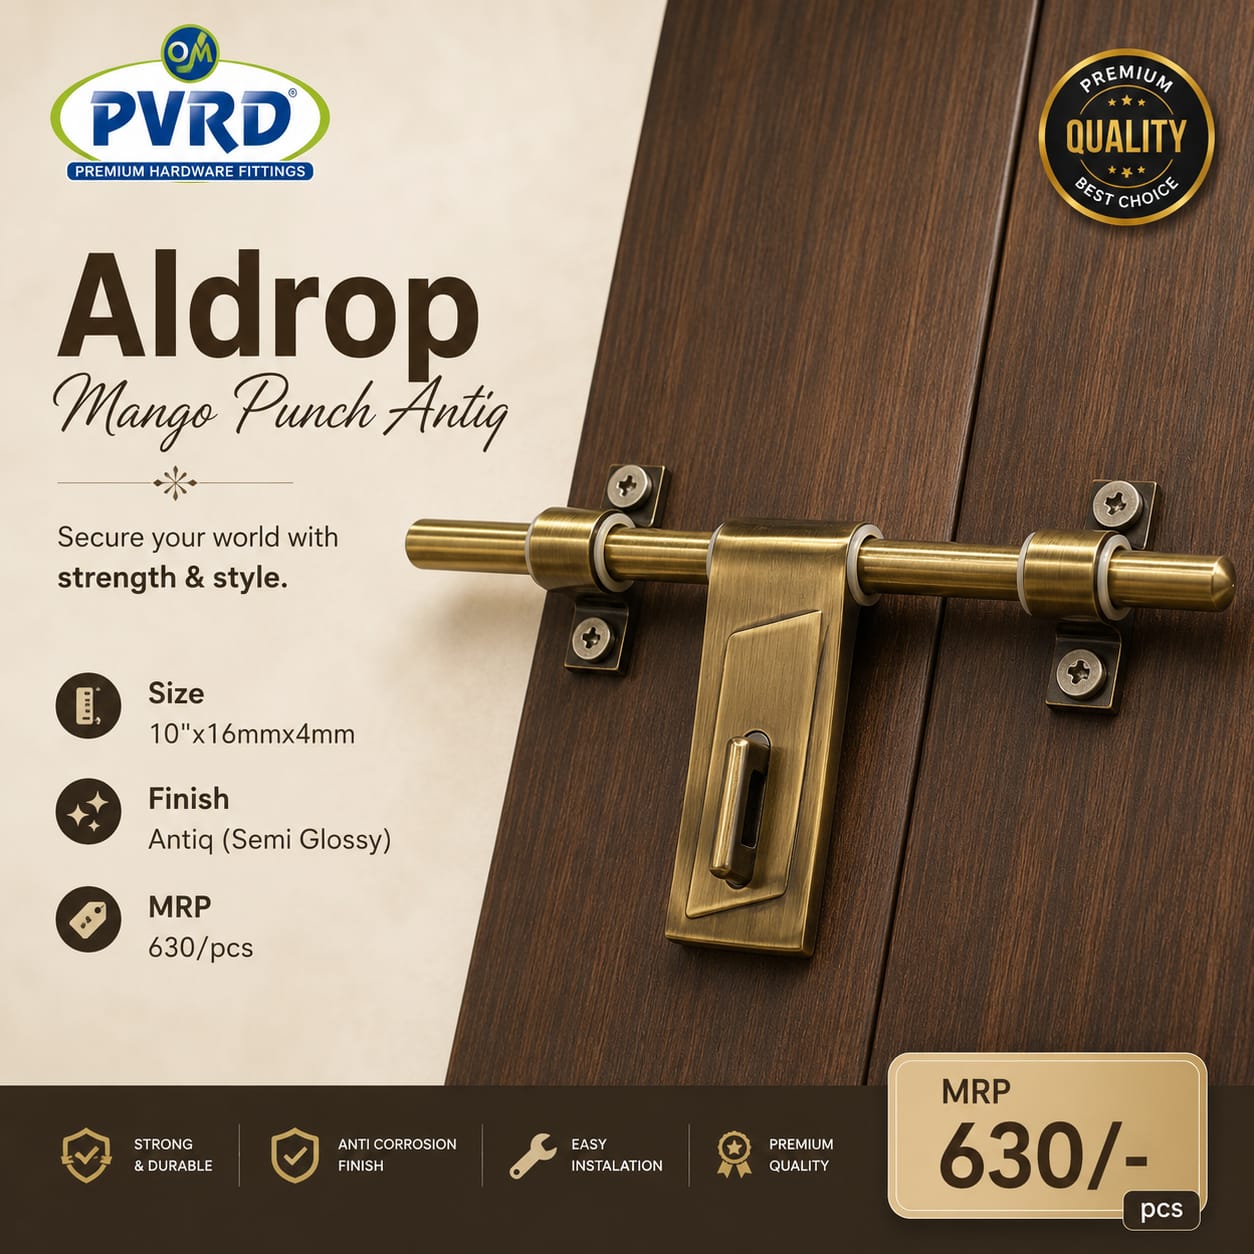 OM
PVRD®
PREMIUM HARDWARE FITTINGS
PREMIUM
QUALITY
BEST CHOICE
Aldrop
Mango Punch Antiq
Secure your world with
strength & style.
Size
10"x16mmx4mm
Finish
Antiq (Semi Glossy)
MRP
630/pcs
STRONG
& DURABLE
ANTI CORROSION
FINISH
EASY
INSTALATION
PREMIUM
QUALITY
MRP
630/-
pcs